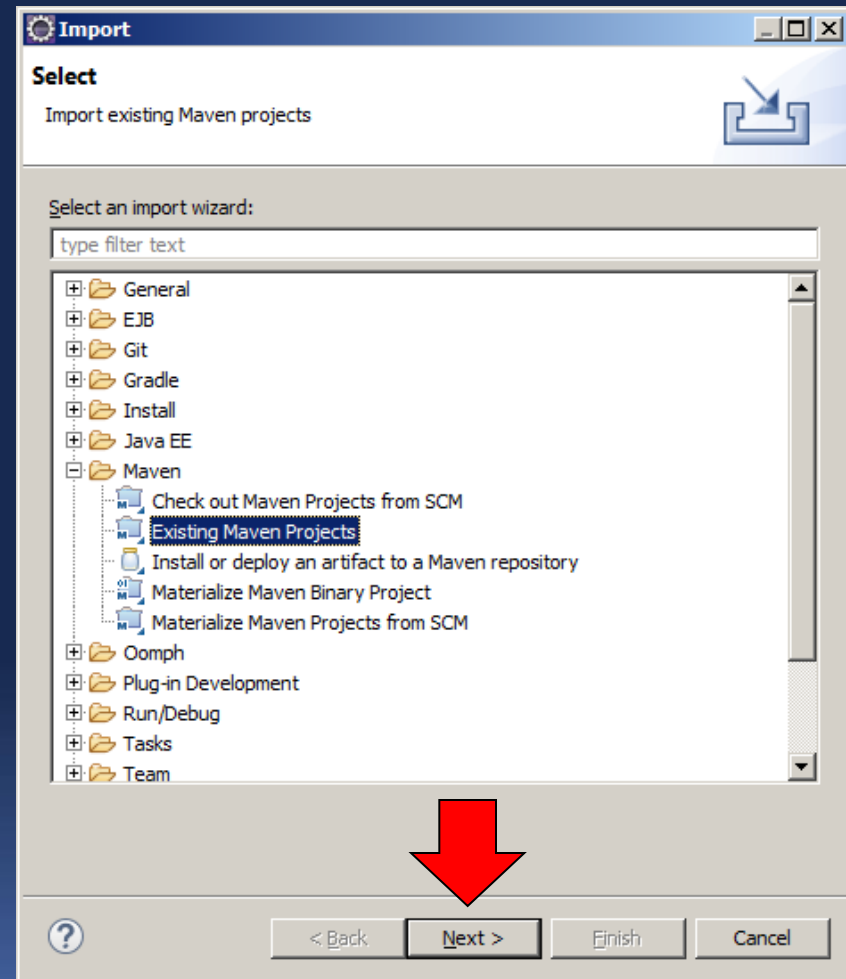 Import
Select
Import existing Maven projects
Select an import wizard:
type filter text
General
EJB
Git
Gradle
Install
Java EE
Maven
Check out Maven Projects from SCM
Existing Maven Projects
Install or deploy an artifact to a Maven repository
Materialize Maven Binary Project
Materialize Maven Projects from SCM
Oomph
Plug-in Development
Run/Debug
Tasks
Team
? < Back Next > Finish Cancel